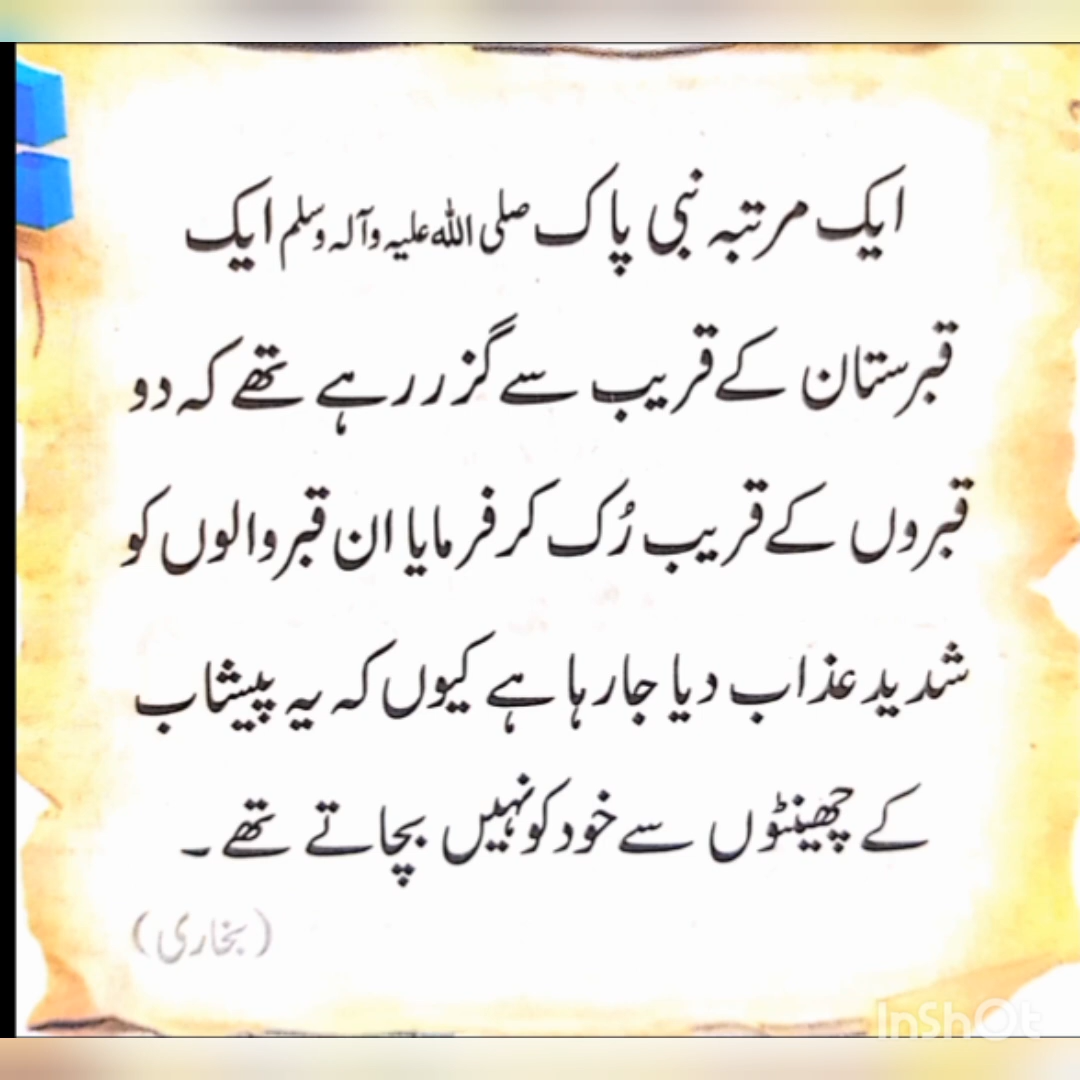 ایک مرتبہ نبی پاک صلی اللہ علیہ وآلہ وسلم ایک
قبرستان کے قریب سے گزر رہے تھے کہ دو
قبروں کے قریب رُک کر فرمایا ان قبر والوں کو
شدید عذاب دیا جارہا ہے کیوں کہ یہ پیشاب
کے چھینٹوں سے خود کو نہیں بچاتے تھے۔
(بخاری)
InShOt